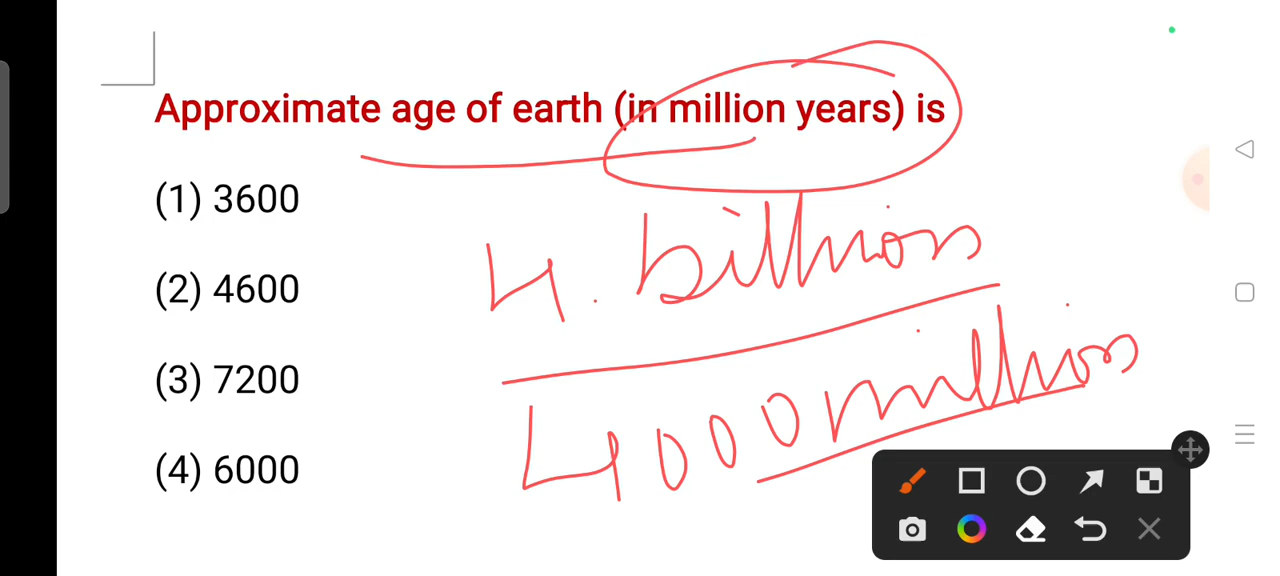 Approximate age of earth (in million years) is
(1) 3600
(2) 4600
(3) 7200
(4) 6000
4. billion
4000 million